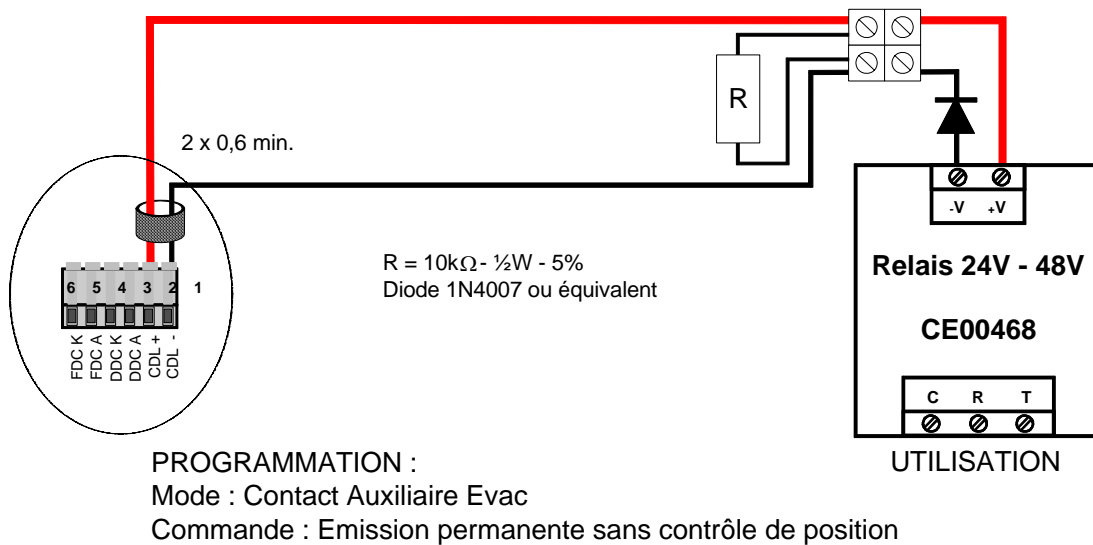 R
2 x 0,6 min.
-V +V
R = 10kΩ - ½W - 5%
Diode 1N4007 ou équivalent
Relais 24V - 48V
6 5 4 3 2 1
CE00468
FDC K
FDC A
DDC K
DDC A
CDL +
CDL -
C R T
UTILISATION
PROGRAMMATION :
Mode : Contact Auxiliaire Evac
Commande : Emission permanente sans contrôle de position